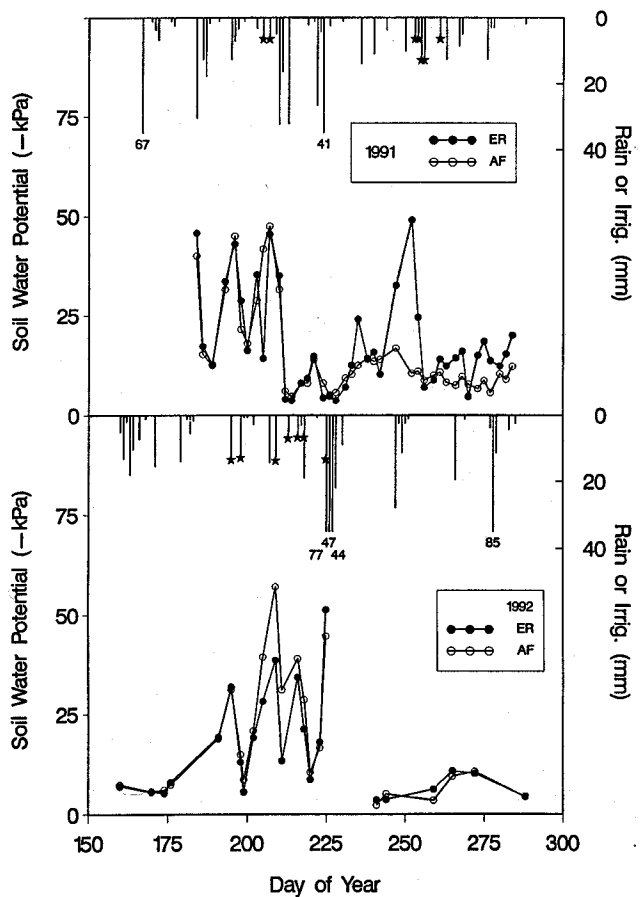 0
20
40
Rain or Irrig. (mm)
75
50
25
0
Soil Water Potential (−kPa)
67
41
1991
ER
AF
0
20
40
Rain or Irrig. (mm)
75
50
25
0
Soil Water Potential (−kPa)
47
77 44
85
1992
ER
AF
150 175 200 225 250 275 300
Day of Year